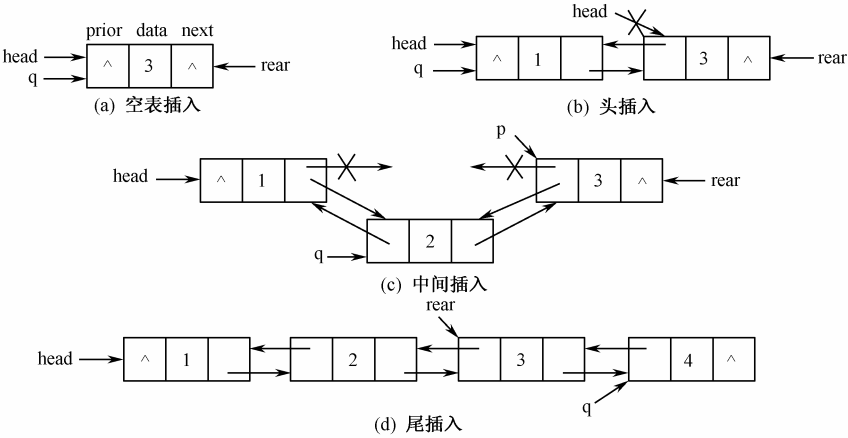 prior data next
head
q
^ 3 ^
rear
(a) 空表插入
head
head
q
^ 1
3 ^
rear
(b) 头插入
p
head
^ 1
3 ^
rear
q
2
(c) 中间插入
rear
head
^ 1
2
3
4 ^
q
(d) 尾插入